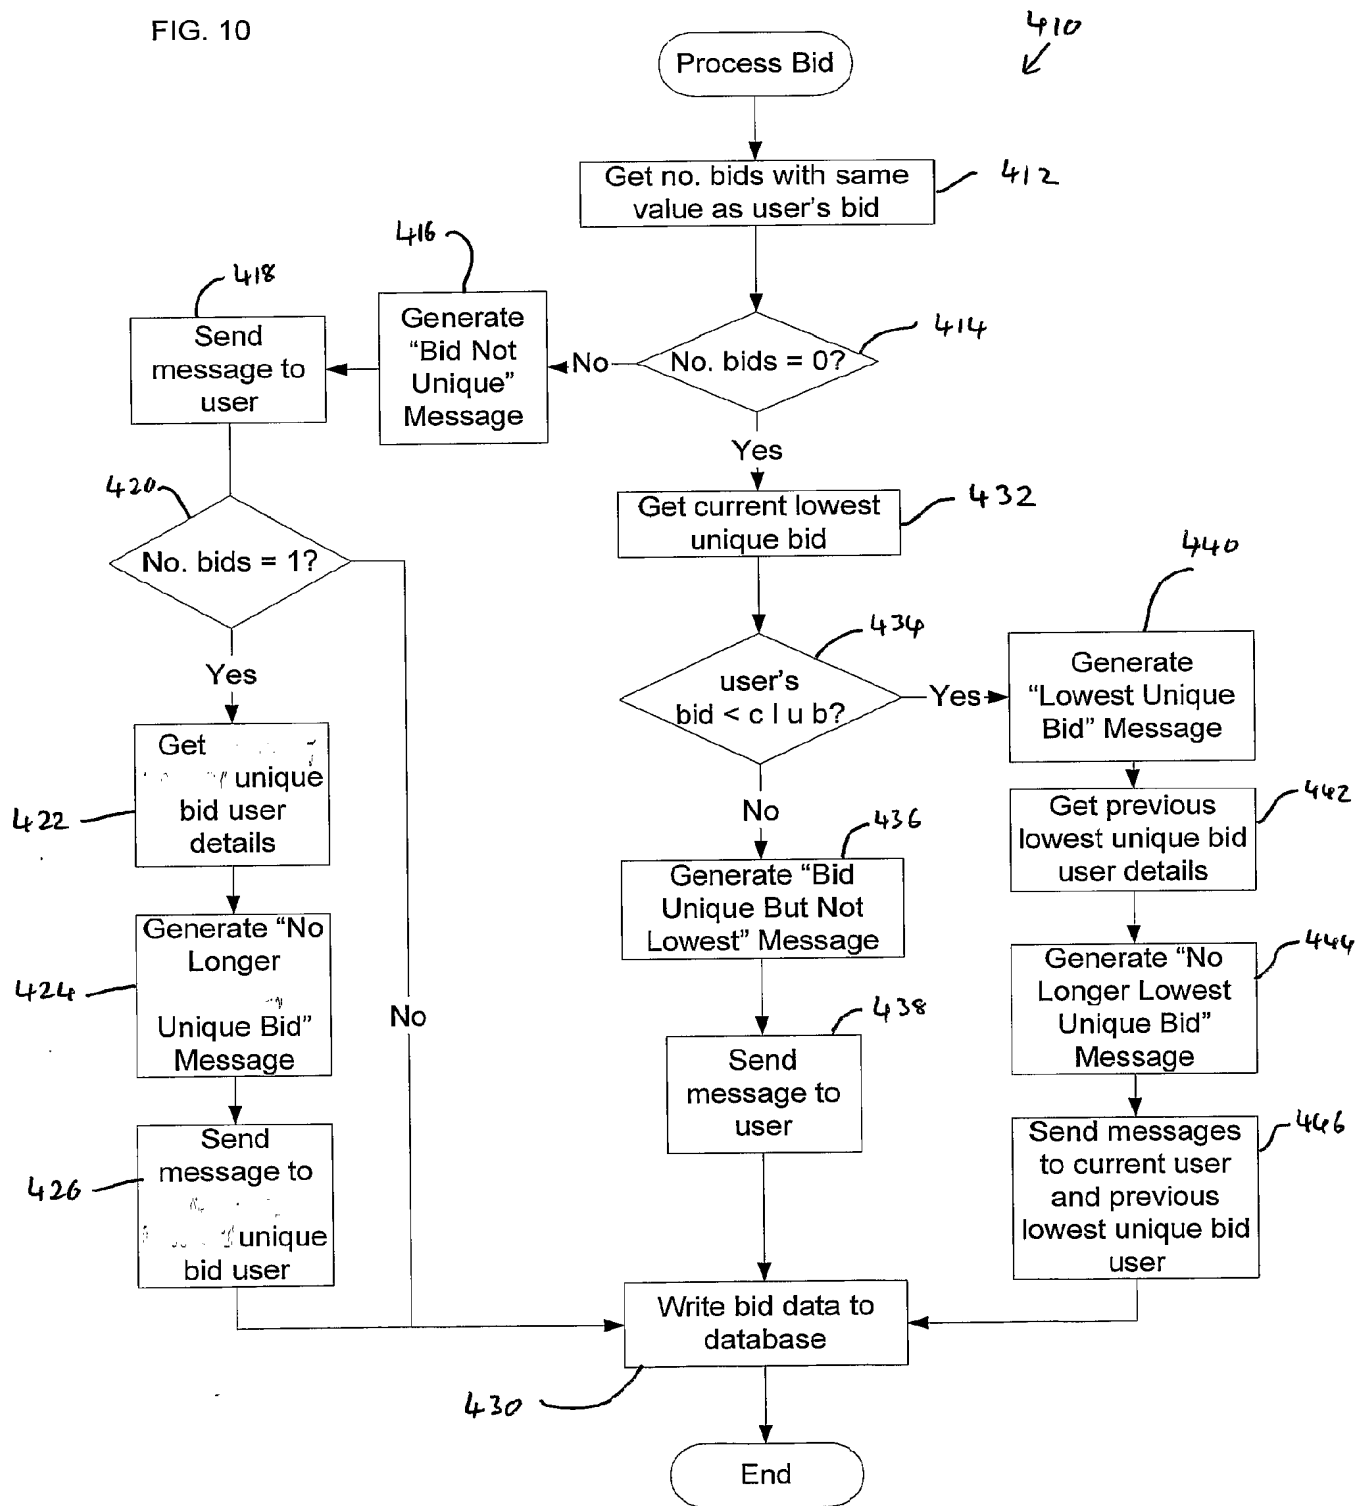 FIG. 10
410
Process Bid
Get no. bids with same
value as user's bid
412
416
418
Send
message to
user
Generate
“Bid Not
Unique”
Message
No
No. bids = 0?
414
Yes
420
No. bids = 1?
Get current lowest
unique bid
432
440
434
Yes
user's
bid < c l u b?
Yes
Generate
“Lowest Unique
Bid” Message
Get
unique
bid user
details
422
No
436
Get previous
lowest unique bid
user details
442
Generate “Bid
Unique But Not
Lowest” Message
Generate “No
Longer
Unique Bid”
Message
424
No
Generate “No
Longer Lowest
Unique Bid”
Message
444
438
Send
message to
user
Send
message to
unique
bid user
426
Send messages
to current user
and previous
lowest unique bid
user
446
Write bid data to
database
430
End